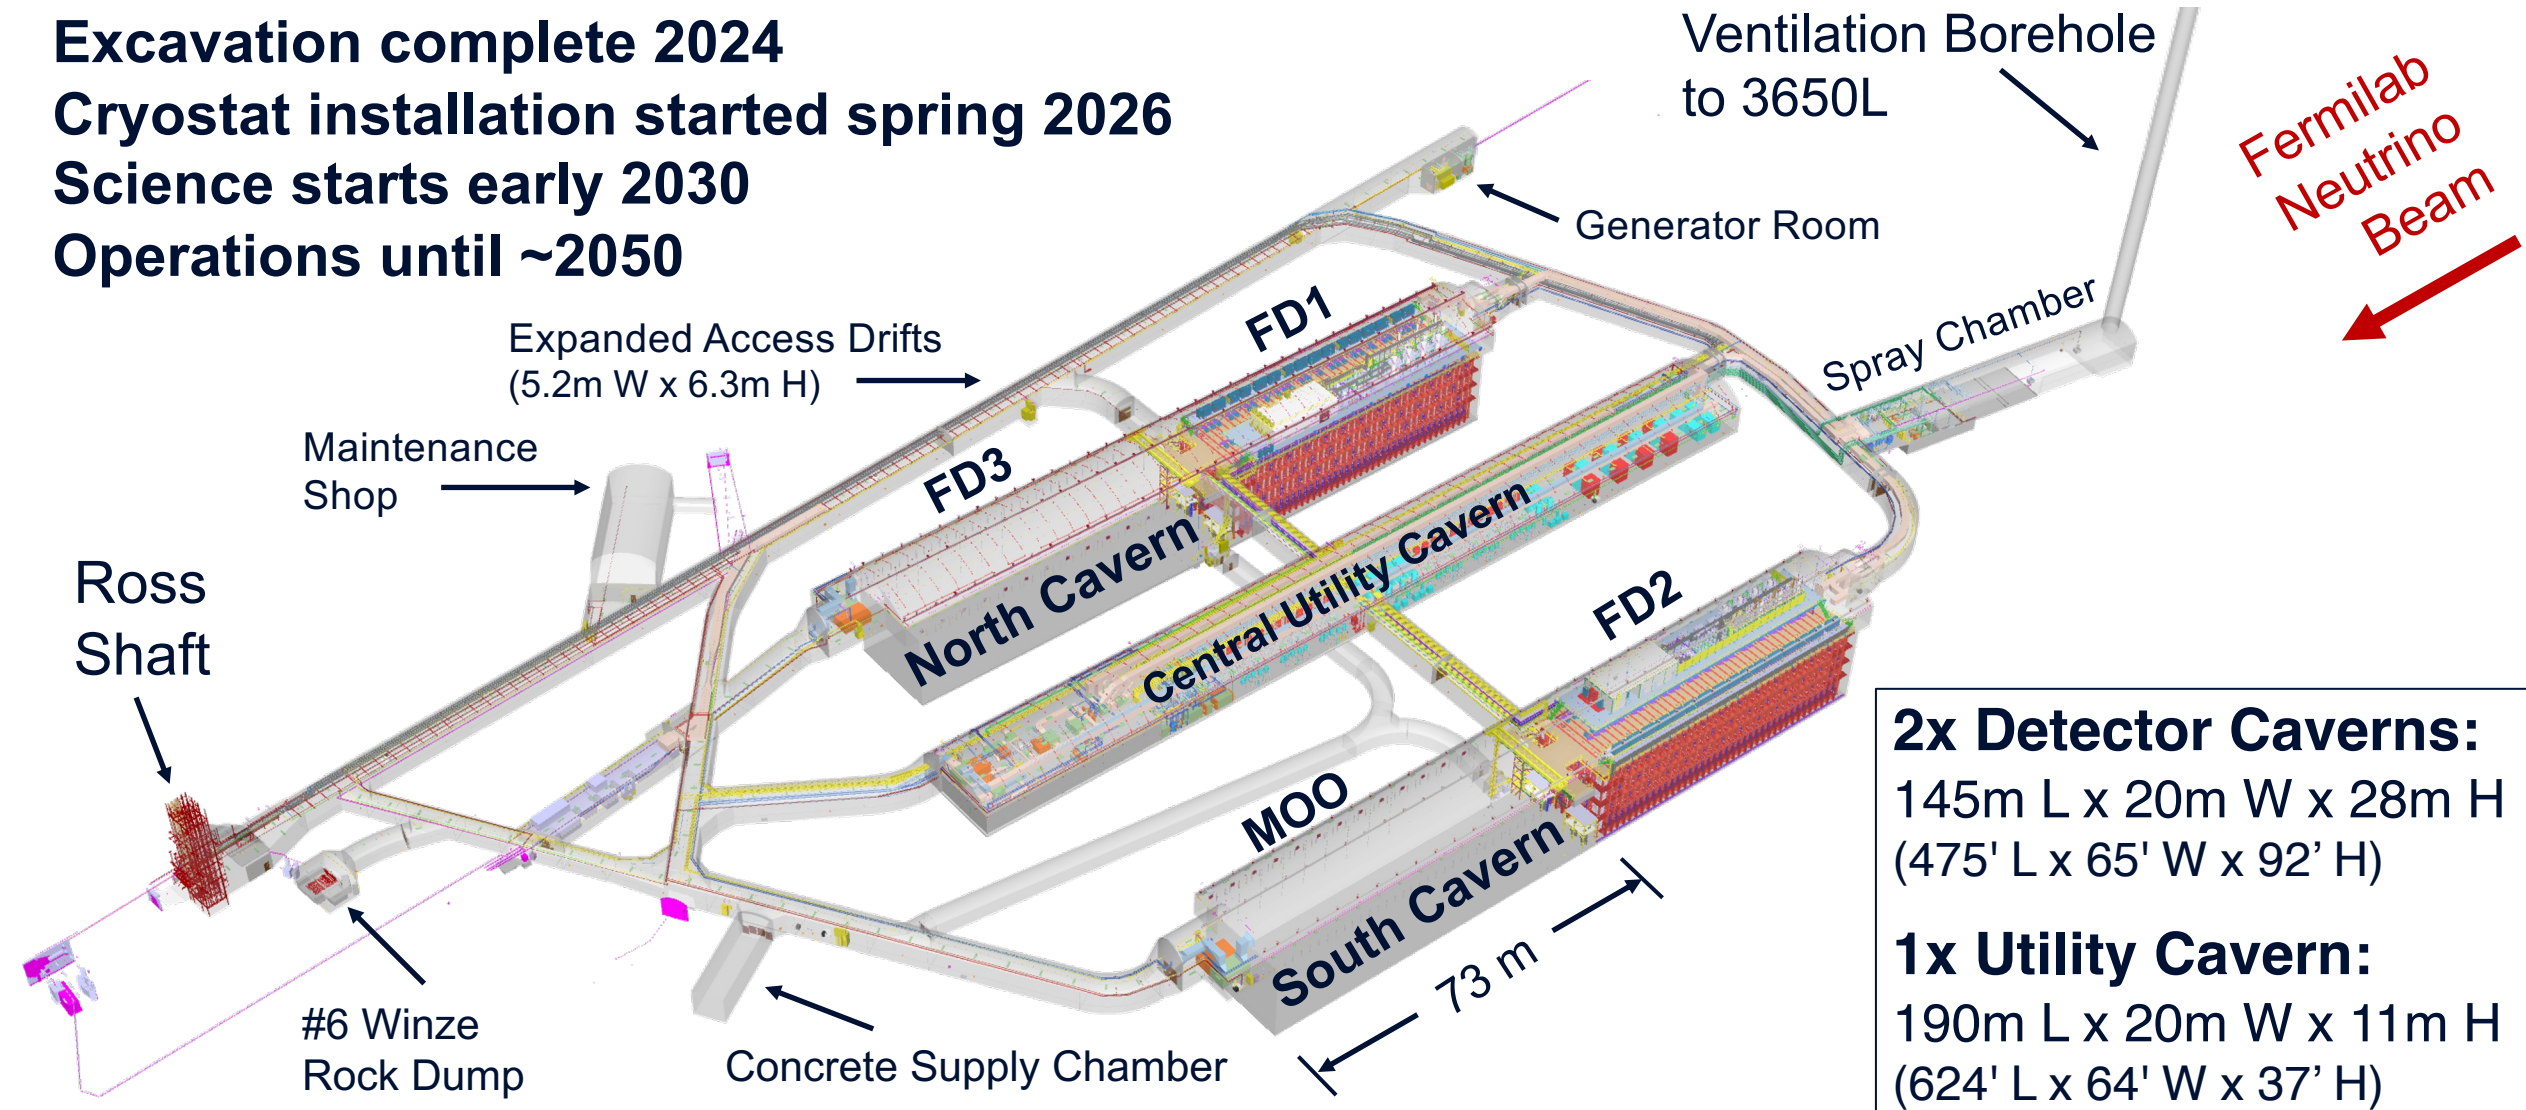 Excavation complete 2024
Cryostat installation started spring 2026
Science starts early 2030
Operations until ~2050
Ventilation Borehole
to 3650L
Fermilab
Neutrino
Beam
Generator Room
Spray Chamber
Expanded Access Drifts
(5.2m W x 6.3m H)
Maintenance
Shop
Ross
Shaft
FD1
FD3
North Cavern
Central Utility Cavern
FD2
MOO
South Cavern
73 m
#6 Winze
Rock Dump
Concrete Supply Chamber
2x Detector Caverns:
145m L x 20m W x 28m H
(475' L x 65' W x 92’ H)
1x Utility Cavern:
190m L x 20m W x 11m H
(624' L x 64' W x 37’ H)